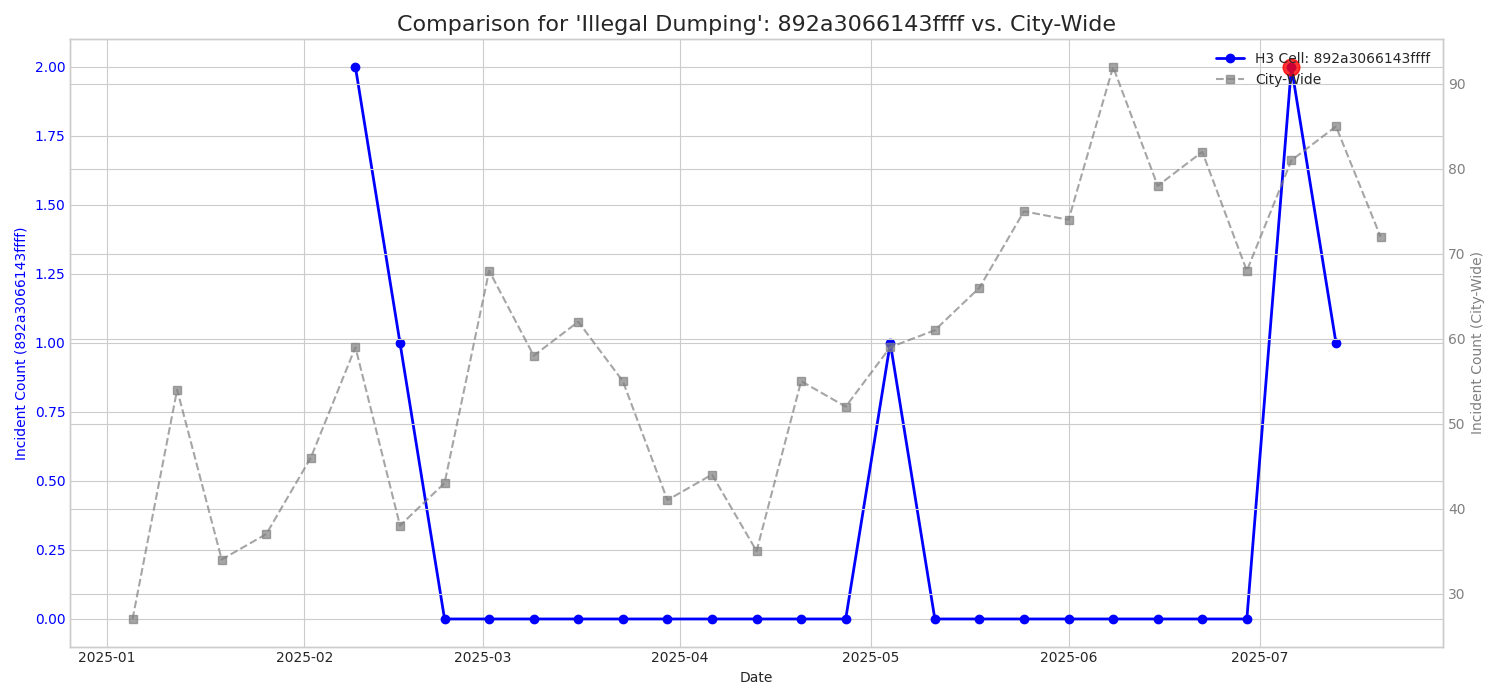 Comparison for 'Illegal Dumping': 892a3066143ffff vs. City-Wide
H3 Cell: 892a3066143ffff
City-Wide
Incident Count (892a3066143ffff)
2.00
1.75
1.50
1.25
1.00
0.75
0.50
0.25
0.00
90
80
70
60
50
40
30
Incident Count (City-Wide)
2025-01 2025-02 2025-03 2025-04 2025-05 2025-06 2025-07
Date